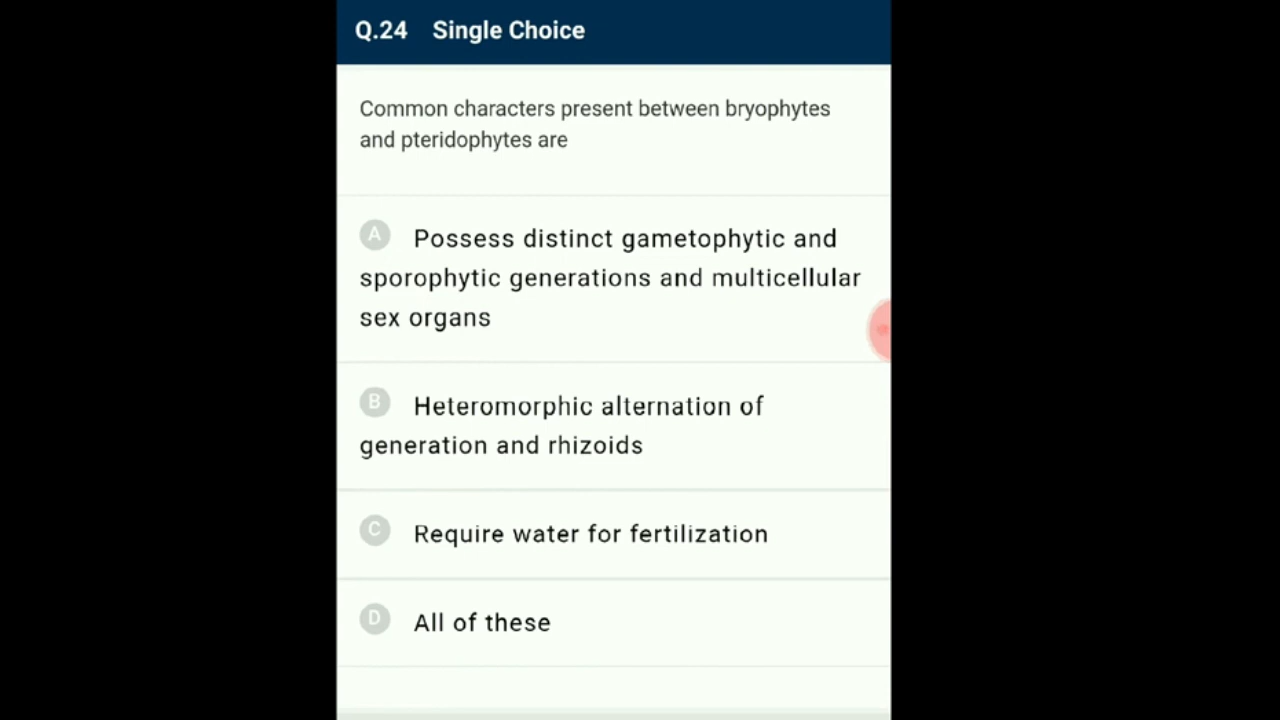 Q.24 Single Choice
Common characters present between bryophytes
and pteridophytes are
A Possess distinct gametophytic and
sporophytic generations and multicellular
sex organs
B Heteromorphic alternation of
generation and rhizoids
C Require water for fertilization
D All of these